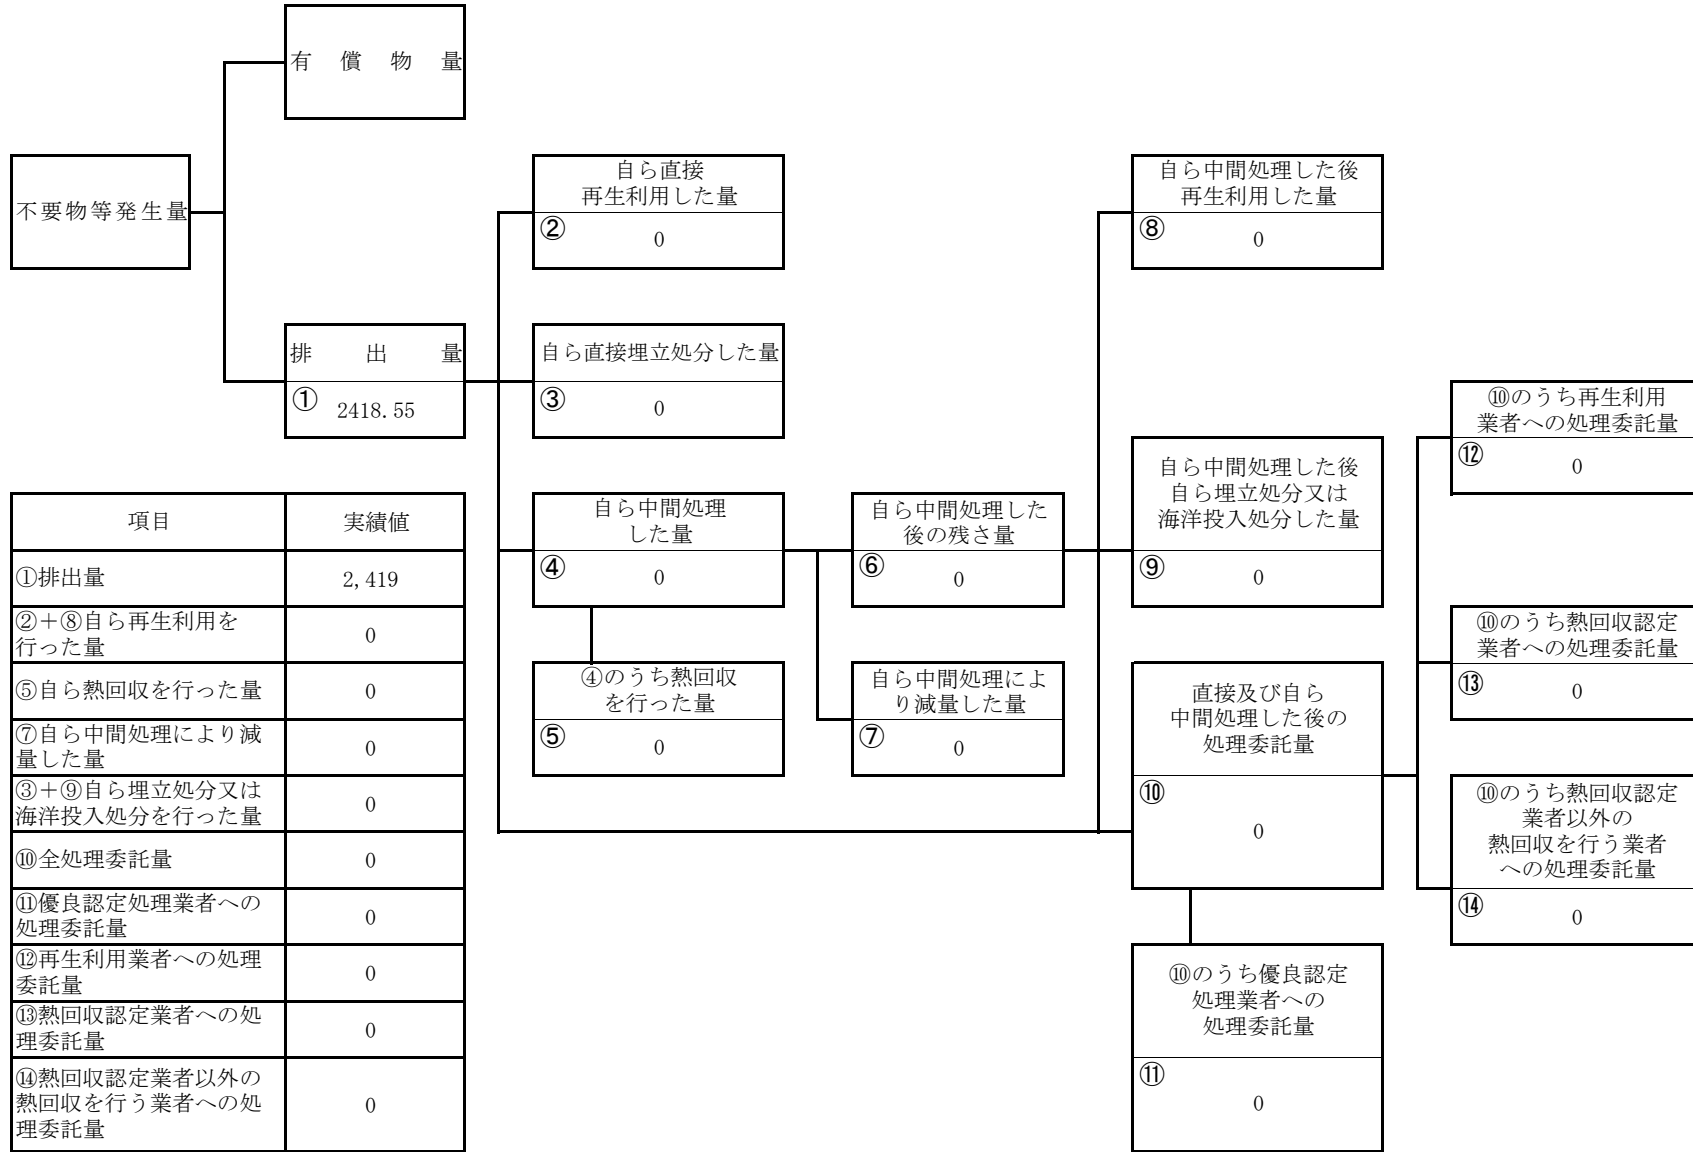 有償物量
不要物等発生量
自ら直接
再生利用した量
②
0
自ら中間処理した後
再生利用した量
⑧
0
排出量
①
2418.55
自ら直接埋立処分した量
③
0
⑩のうち再生利用
業者への処理委託量
⑫
0
自ら中間処理した後
自ら埋立処分又は
海洋投入処分した量
⑨
0
自ら中間処理
した量
④
0
自ら中間処理した
後の残さ量
⑥
0
⑩のうち熱回収認定
業者への処理委託量
⑬
0
④のうち熱回収
を行った量
⑤
0
自ら中間処理によ
り減量した量
⑦
0
直接及び自ら
中間処理した後の
処理委託量
⑩
0
⑩のうち熱回収認定
業者以外の
熱回収を行う業者
への処理委託量
⑭
0
⑩のうち優良認定
処理業者への
処理委託量
⑪
0
項目 実績値
①排出量 2,419
②+⑧自ら再生利用を
行った量 0
⑤自ら熱回収を行った量 0
⑦自ら中間処理により減
量した量 0
③+⑨自ら埋立処分又は
海洋投入処分を行った量 0
⑩全処理委託量 0
⑪優良認定処理業者への
処理委託量 0
⑫再生利用業者への処理
委託量 0
⑬熱回収認定業者への処
理委託量 0
⑭熱回収認定業者以外の
熱回収を行う業者への処 0
理委託量